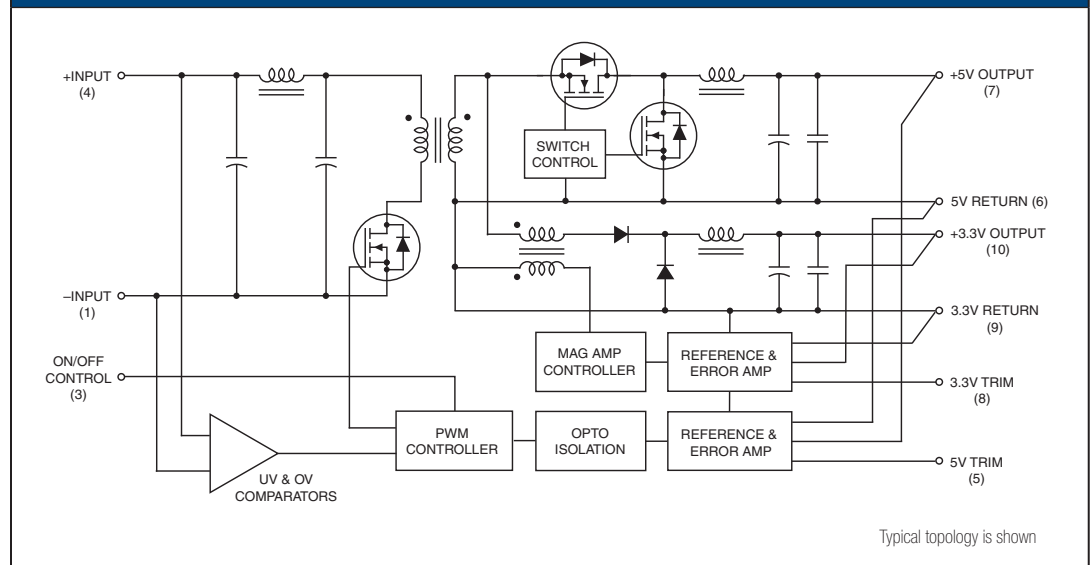 +INPUT
(4)
–INPUT
(1)
ON/OFF
CONTROL
(3)
UV & OV
COMPARATORS
PWM
CONTROLLER
OPTO
ISOLATION
SWITCH
CONTROL
MAG AMP
CONTROLLER
REFERENCE &
ERROR AMP
REFERENCE &
ERROR AMP
+5V OUTPUT
(7)
5V RETURN (6)
+3.3V OUTPUT
(10)
3.3V RETURN
(9)
3.3V TRIM
(8)
5V TRIM
(5)
Typical topology is shown